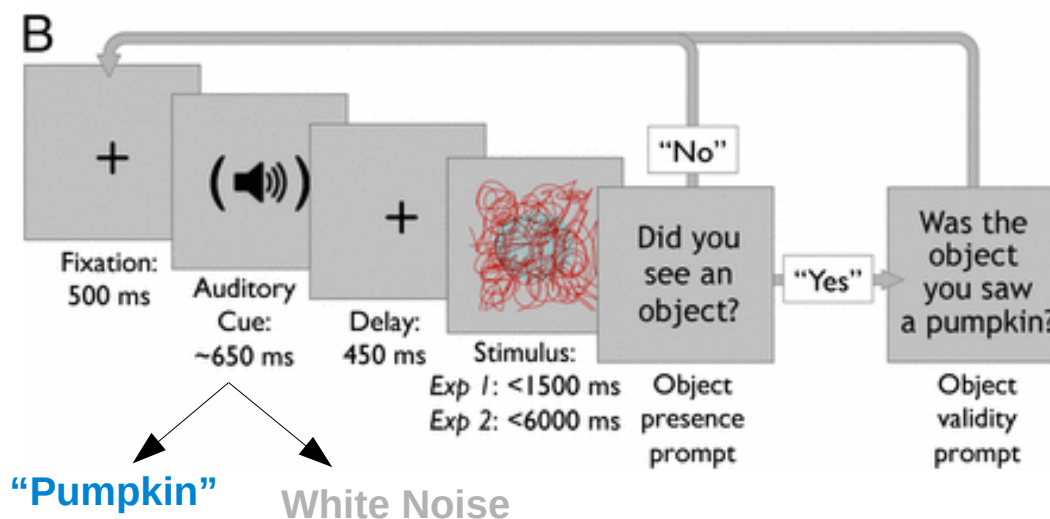 B
+
Fixation:
500 ms
Auditory
Cue:
~650 ms
+
Delay:
450 ms
Stimulus:
Exp 1: <1500 ms
Exp 2: <6000 ms
Did you
see an
object?
Object
presence
prompt
“No”
“Yes”
Was the
object
you saw
a pumpkin?
Object
validity
prompt
“Pumpkin”
White Noise